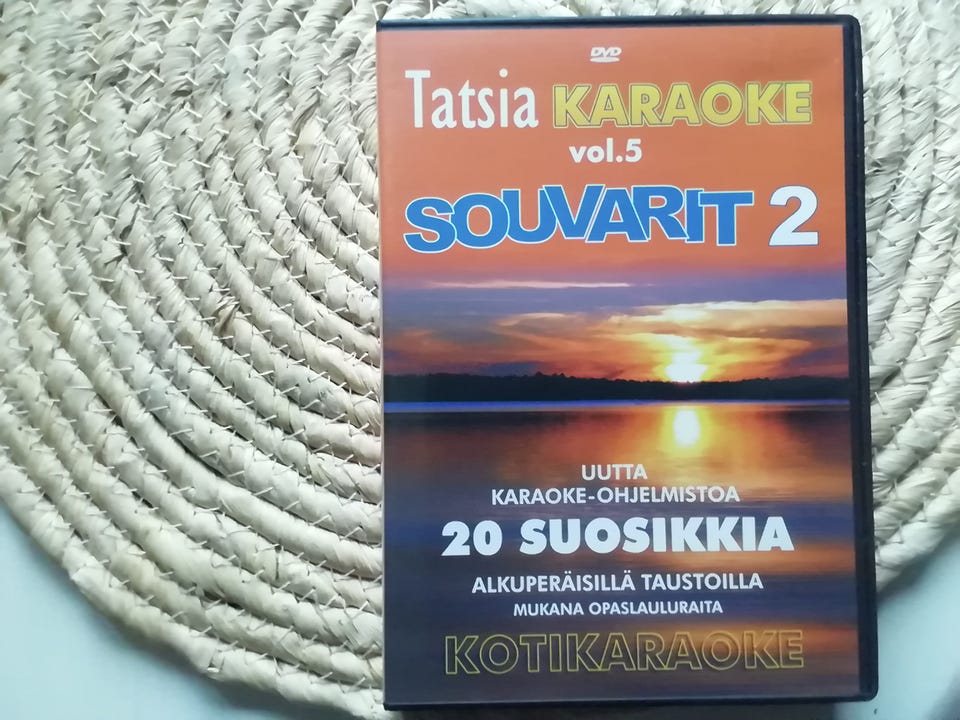 DVD
Tatsia KARAOKE
vol.5
SOUVARIT 2
UUTTA
KARAOKE-OHJELMISTOA
20 SUOSIKKIA
ALKUPERÄISILLÄ TAUSTOILLA
MUKANA OPASLAULURAITA
KOTIKARAOKE